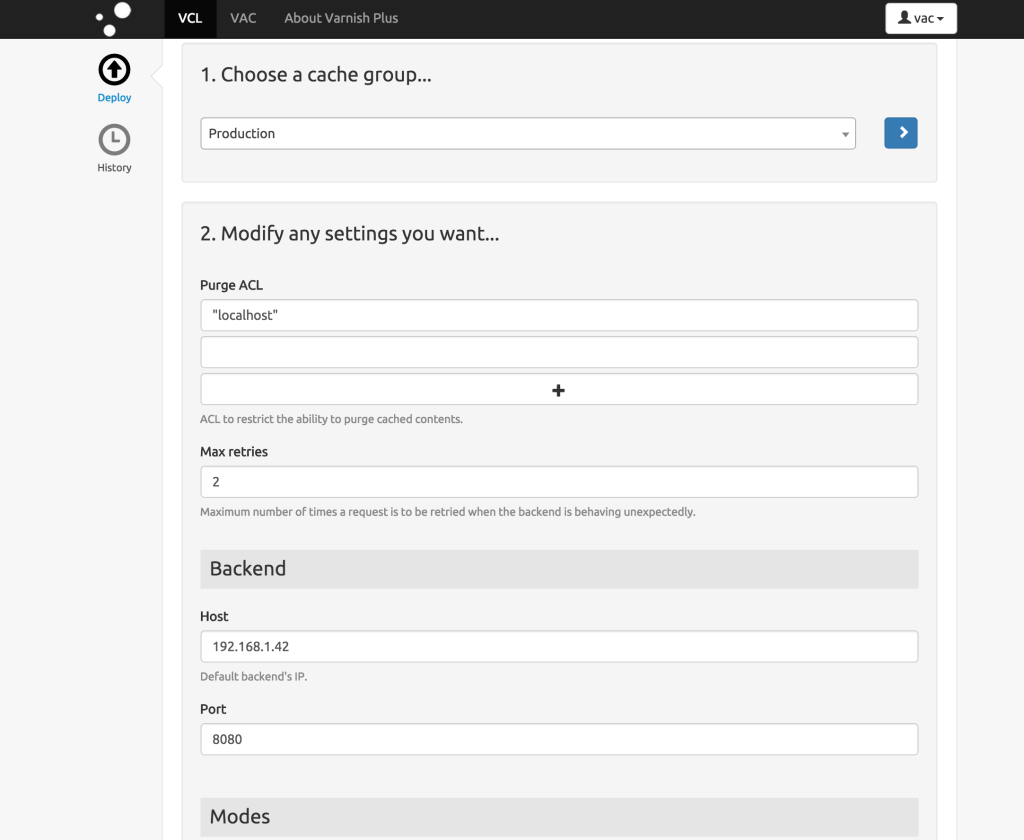 VCL VAC About Varnish Plus vac
Deploy
History
1. Choose a cache group...
Production
2. Modify any settings you want...
Purge ACL
"localhost"
ACL to restrict the ability to purge cached contents.
Max retries
2
Maximum number of times a request is to be retried when the backend is behaving unexpectedly.
Backend
Host
192.168.1.42
Default backend's IP.
Port
8080
Modes